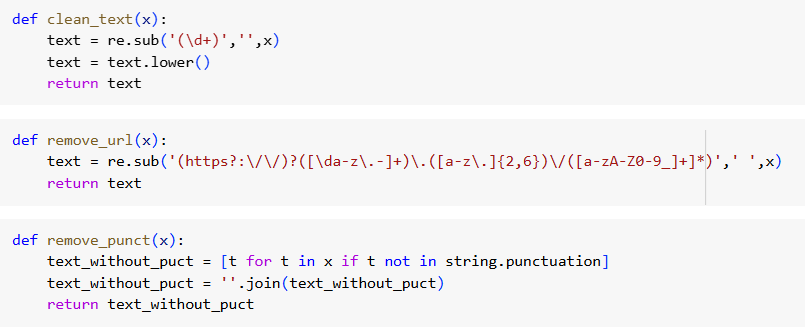 def clean_text(x):
    text = re.sub('(\d+)','',x)
    text = text.lower()
    return text
def remove_url(x):
    text = re.sub('(https?:\/\/)?([\da-z\.-]+)\.([a-z\.]{2,6})\/([a-zA-Z0-9_]+]*)',' ',x)
    return text
def remove_punct(x):
    text_without_puct = [t for t in x if t not in string.punctuation]
    text_without_puct = ''.join(text_without_puct)
    return text_without_puct